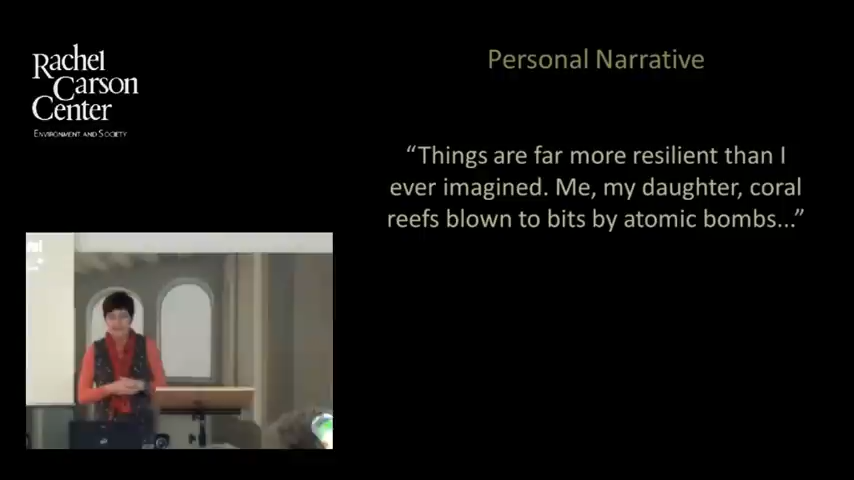 Rachel
Carson
Center
ENVIRONMENT AND SOCIETY
Personal Narrative
“Things are far more resilient than I
ever imagined. Me, my daughter, coral
reefs blown to bits by atomic bombs...”